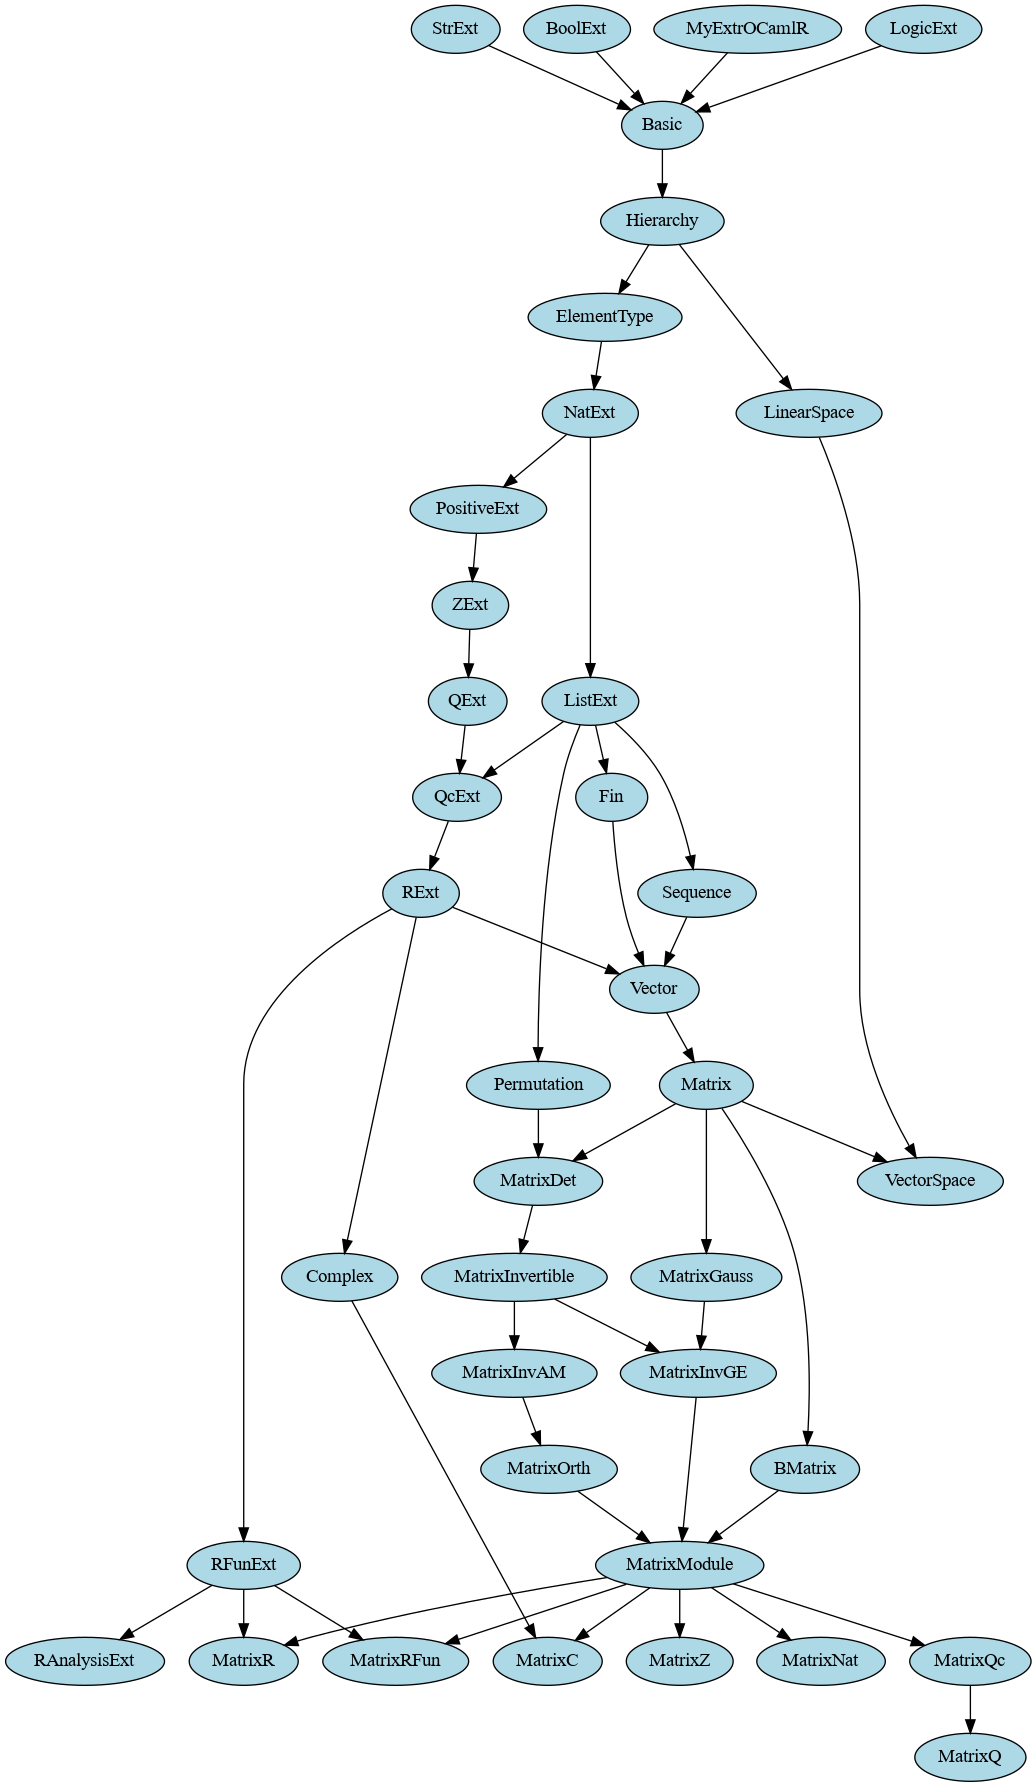 StrExt
BoolExt
MyExtrOCamlR
LogicExt
Basic
Hierarchy
ElementType
NatExt
LinearSpace
PositiveExt
ZExt
QExt
ListExt
QcExt
Fin
RExt
Sequence
Vector
Permutation
Matrix
MatrixDet
VectorSpace
Complex
MatrixInvertible
MatrixGauss
MatrixInvAM
MatrixInvGE
MatrixOrth
BMatrix
RFunExt
MatrixModule
RAnalysisExt
MatrixR
MatrixRFun
MatrixC
MatrixZ
MatrixNat
MatrixQc
MatrixQ